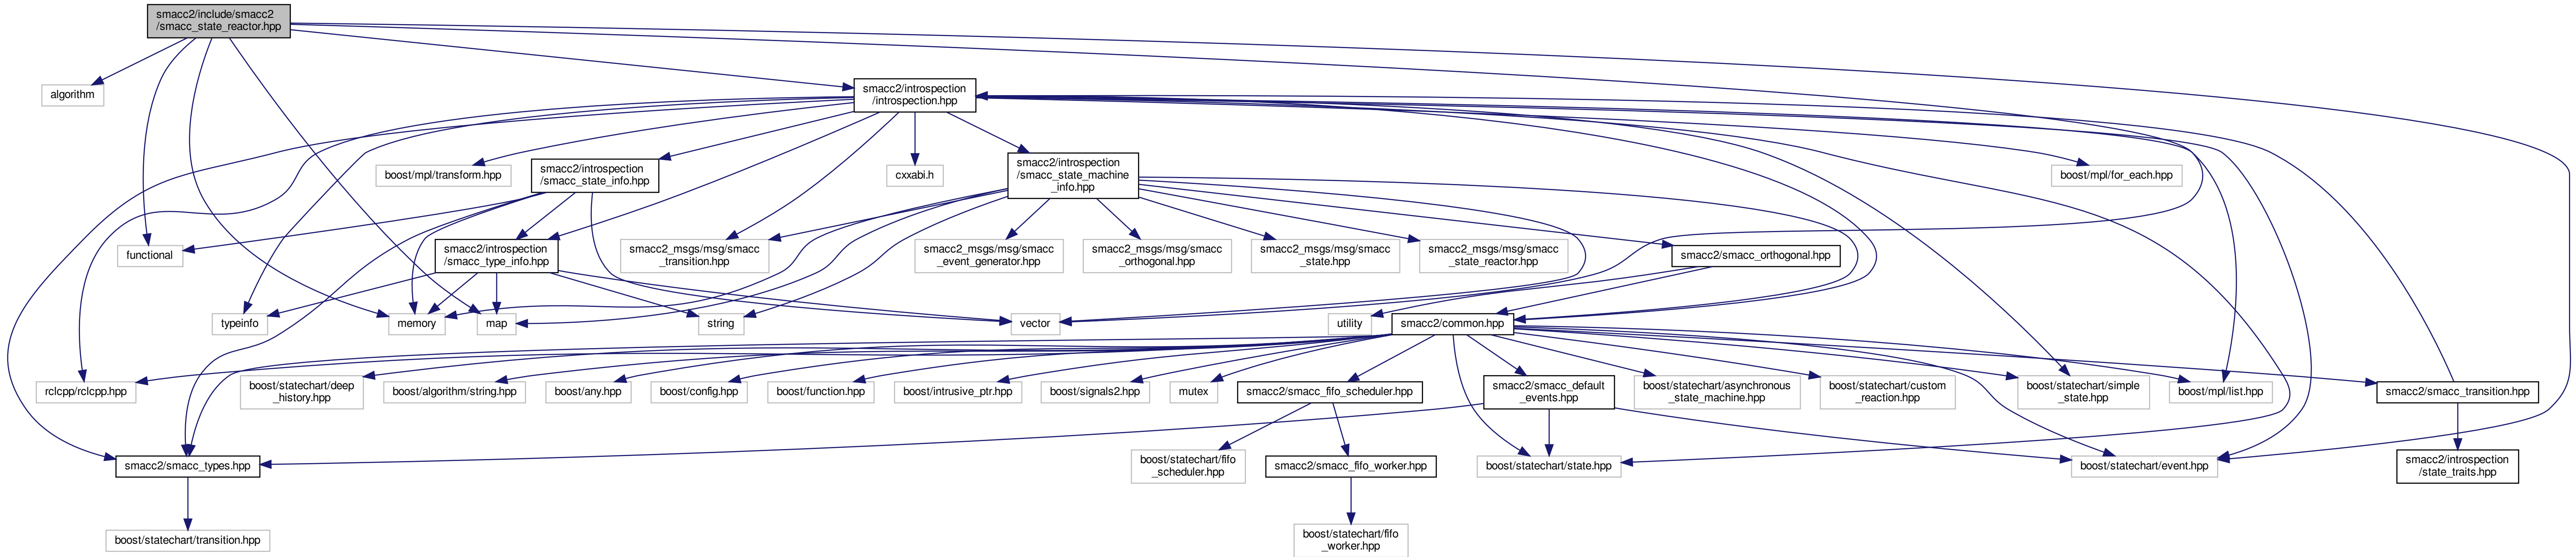 smacc2/include/smacc2
/smacc_state_reactor.hpp
algorithm
smacc2/introspection
/introspection.hpp
boost/mpl/transform.hpp
smacc2/introspection
/smacc_state_info.hpp
cxxabi.h
smacc2/introspection
/smacc_state_machine
_info.hpp
boost/mpl/for_each.hpp
functional
smacc2/introspection
/smacc_type_info.hpp
smacc2_msgs/msg/smacc
_transition.hpp
smacc2_msgs/msg/smacc
_event_generator.hpp
smacc2_msgs/msg/smacc
_orthogonal.hpp
smacc2_msgs/msg/smacc
_state.hpp
smacc2_msgs/msg/smacc
_state_reactor.hpp
smacc2/smacc_orthogonal.hpp
typeinfo
memory
map
string
vector
utility
smacc2/common.hpp
rclcpp/rclcpp.hpp
boost/statechart/deep
_history.hpp
boost/algorithm/string.hpp
boost/any.hpp
boost/config.hpp
boost/function.hpp
boost/intrusive_ptr.hpp
boost/signals2.hpp
mutex
smacc2/smacc_fifo_scheduler.hpp
smacc2/smacc_default
_events.hpp
boost/statechart/asynchronous
_state_machine.hpp
boost/statechart/custom
_reaction.hpp
boost/statechart/simple
_state.hpp
boost/mpl/list.hpp
smacc2/smacc_transition.hpp
smacc2/smacc_types.hpp
boost/statechart/fifo
_scheduler.hpp
smacc2/smacc_fifo_worker.hpp
boost/statechart/state.hpp
boost/statechart/event.hpp
smacc2/introspection
/state_traits.hpp
boost/statechart/transition.hpp
boost/statechart/fifo
_worker.hpp